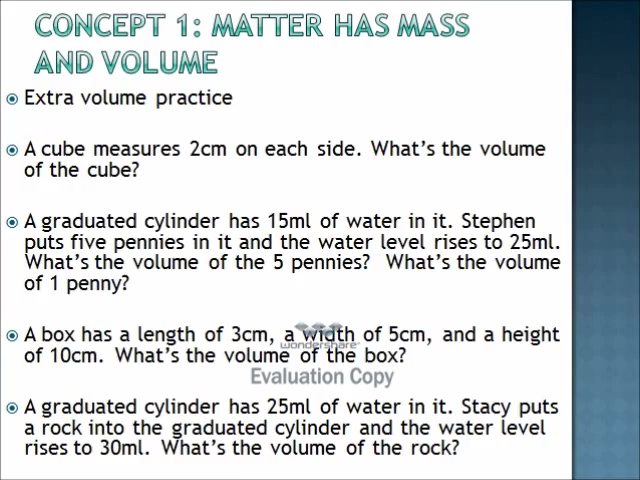 CONCEPT 1: MATTER HAS MASS
AND VOLUME
Extra volume practice
A cube measures 2cm on each side. What's the volume
of the cube?
A graduated cylinder has 15ml of water in it. Stephen
puts five pennies in it and the water level rises to 25ml.
What's the volume of the 5 pennies? What's the volume
of 1 penny?
A box has a length of 3cm, a width of 5cm, and a height
of 10cm. What's the volume of the box?
wondershare
Evaluation Copy
A graduated cylinder has 25ml of water in it. Stacy puts
a rock into the graduated cylinder and the water level
rises to 30ml. What's the volume of the rock?